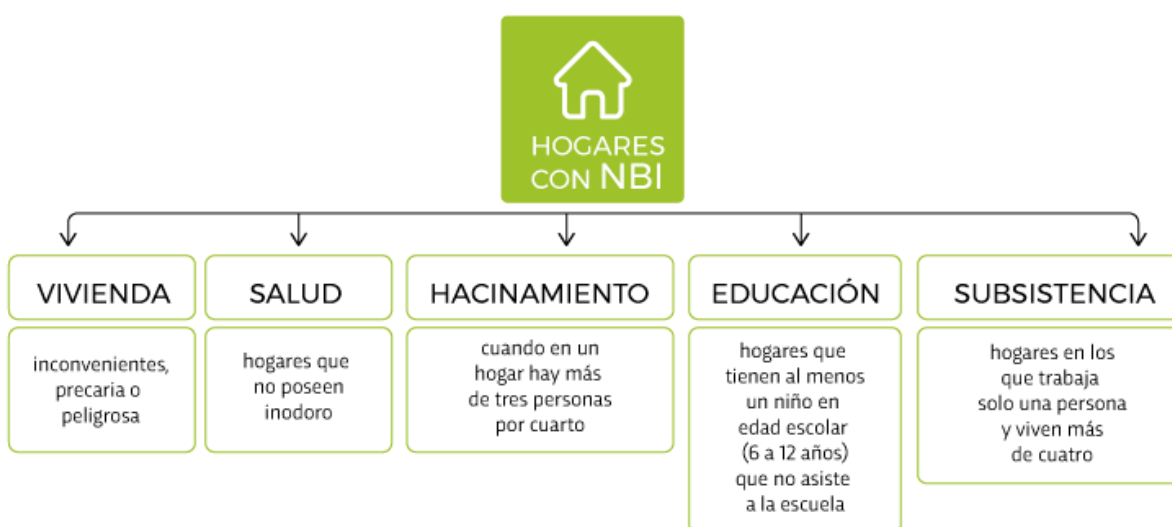 HOGARES
CON NBI
VIVIENDA
inconvenientes,
precaria o
peligrosa
SALUD
hogares que
no poseen
inodoro
HACINAMIENTO
cuando en un
hogar hay más
de tres personas
por cuarto
EDUCACIÓN
hogares que
tienen al menos
un niño en
edad escolar
(6 a 12 años)
que no asiste
a la escuela
SUBSISTENCIA
hogares en los
que trabaja
solo una persona
y viven más
de cuatro